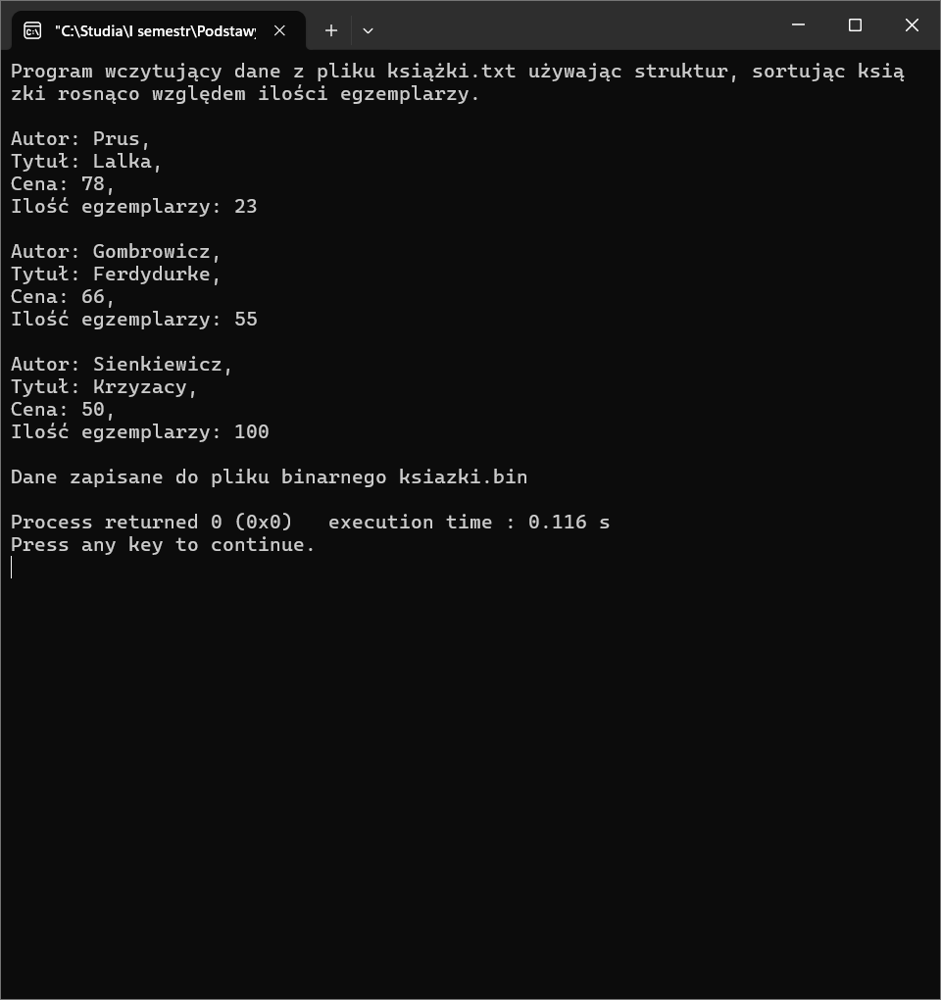 "C:\Studia\I semestr\Podstawy
Program wczytujący dane z pliku książki.txt używając struktur, sortując ksią
zki rosnąco względem ilości egzemplarzy.
Autor: Prus,
Tytuł: Lalka,
Cena: 78,
Ilość egzemplarzy: 23
Autor: Gombrowicz,
Tytuł: Ferdydurke,
Cena: 66,
Ilość egzemplarzy: 55
Autor: Sienkiewicz,
Tytuł: Krzyzacy,
Cena: 50,
Ilość egzemplarzy: 100
Dane zapisane do pliku binarnego ksiazki.bin
Process returned 0 (0x0)   execution time : 0.116 s
Press any key to continue.